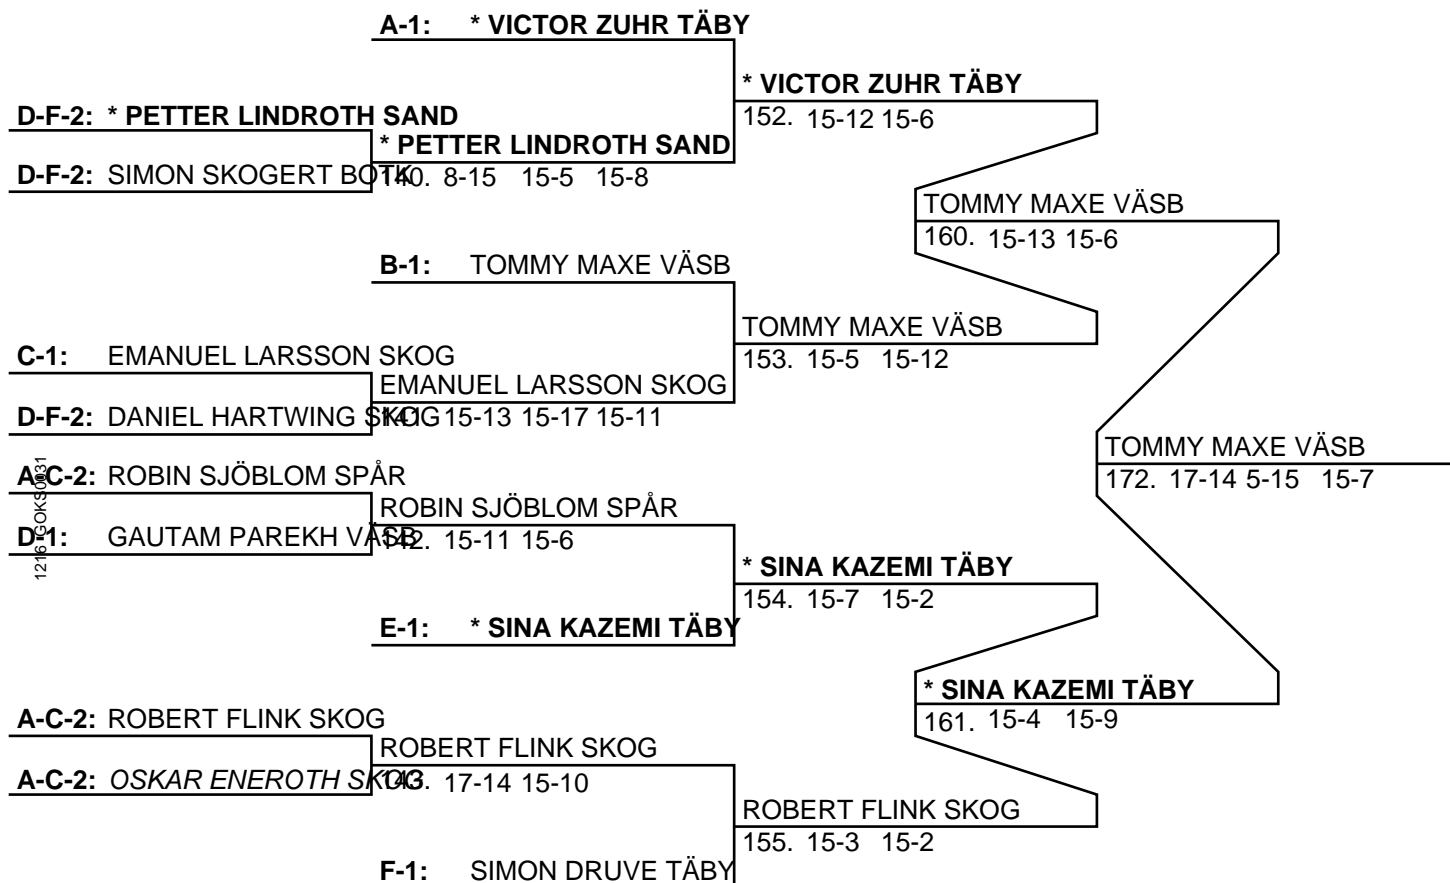 A-1: * VICTOR ZUHR TÄBY
* VICTOR ZUHR TÄBY
152. 15-12 15-6
D-F-2: * PETTER LINDROTH SAND
* PETTER LINDROTH SAND
D-F-2: SIMON SKOGERT BOTK
140. 8-15 15-5 15-8
TOMMY MAXE VÄSB
160. 15-13 15-6
B-1: TOMMY MAXE VÄSB
TOMMY MAXE VÄSB
153. 15-5 15-12
C-1: EMANUEL LARSSON SKOG
EMANUEL LARSSON SKOG
D-F-2: DANIEL HARTWING SKOG
141. 15-13 15-17 15-11
TOMMY MAXE VÄSB
172. 17-14 5-15 15-7
A-C-2: ROBIN SJÖBLOM SPÅR
ROBIN SJÖBLOM SPÅR
D-1: GAUTAM PAREKH VÄSB
142. 15-11 15-6
* SINA KAZEMI TÄBY
154. 15-7 15-2
E-1: * SINA KAZEMI TÄBY
* SINA KAZEMI TÄBY
161. 15-4 15-9
A-C-2: ROBERT FLINK SKOG
ROBERT FLINK SKOG
A-C-2: OSKAR ENEROTH SKOG
143. 17-14 15-10
ROBERT FLINK SKOG
155. 15-3 15-2
F-1: SIMON DRUVE TÄBY